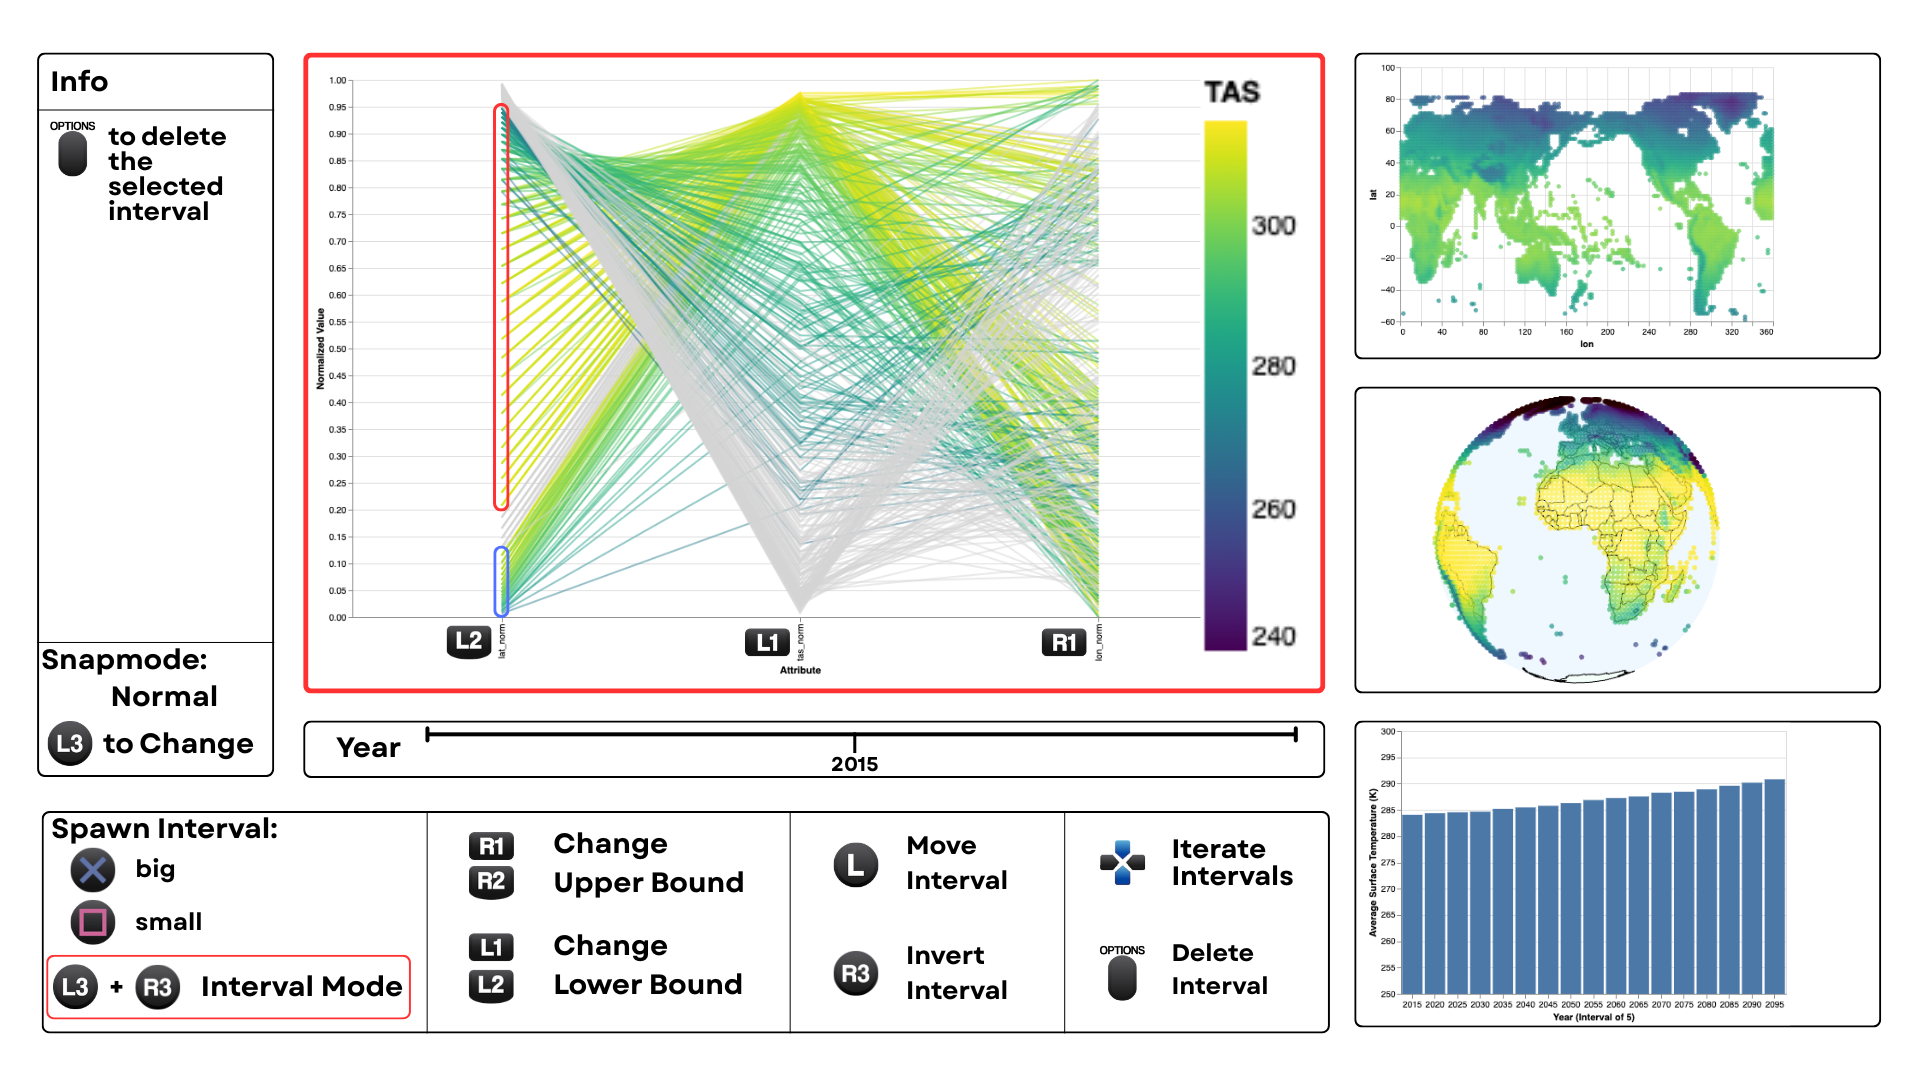 Info
OPTIONS
to delete
the
selected
interval
Snapmode:
Normal
L3 to Change
1.00
0.95
0.90
0.85
0.80
0.75
0.70
0.65
0.60
0.55
0.50
0.45
0.40
0.35
0.30
0.25
0.20
0.15
0.10
0.05
0.00
Normalized Value
L2 lat_norm
L1 tas_norm
R1 lon_norm
Attribute
TAS
300
280
260
240
Year
2015
100
80
60
40
20
0
−20
−40
−60
lat
0 40 80 120 160 200 240 280 320 360
lon
300
295
290
285
280
275
270
265
260
255
250
Average Surface Temperature (K)
2015 2020 2025 2030 2035 2040 2045 2050 2055 2060 2065 2070 2075 2080 2085 2090 2095
Year (Interval of 5)
Spawn Interval:
big
small
L3 + R3 Interval Mode
R1 Change
R2 Upper Bound
L1 Change
L2 Lower Bound
L Move
Interval
R3 Invert
Interval
Iterate
Intervals
OPTIONS
Delete
Interval